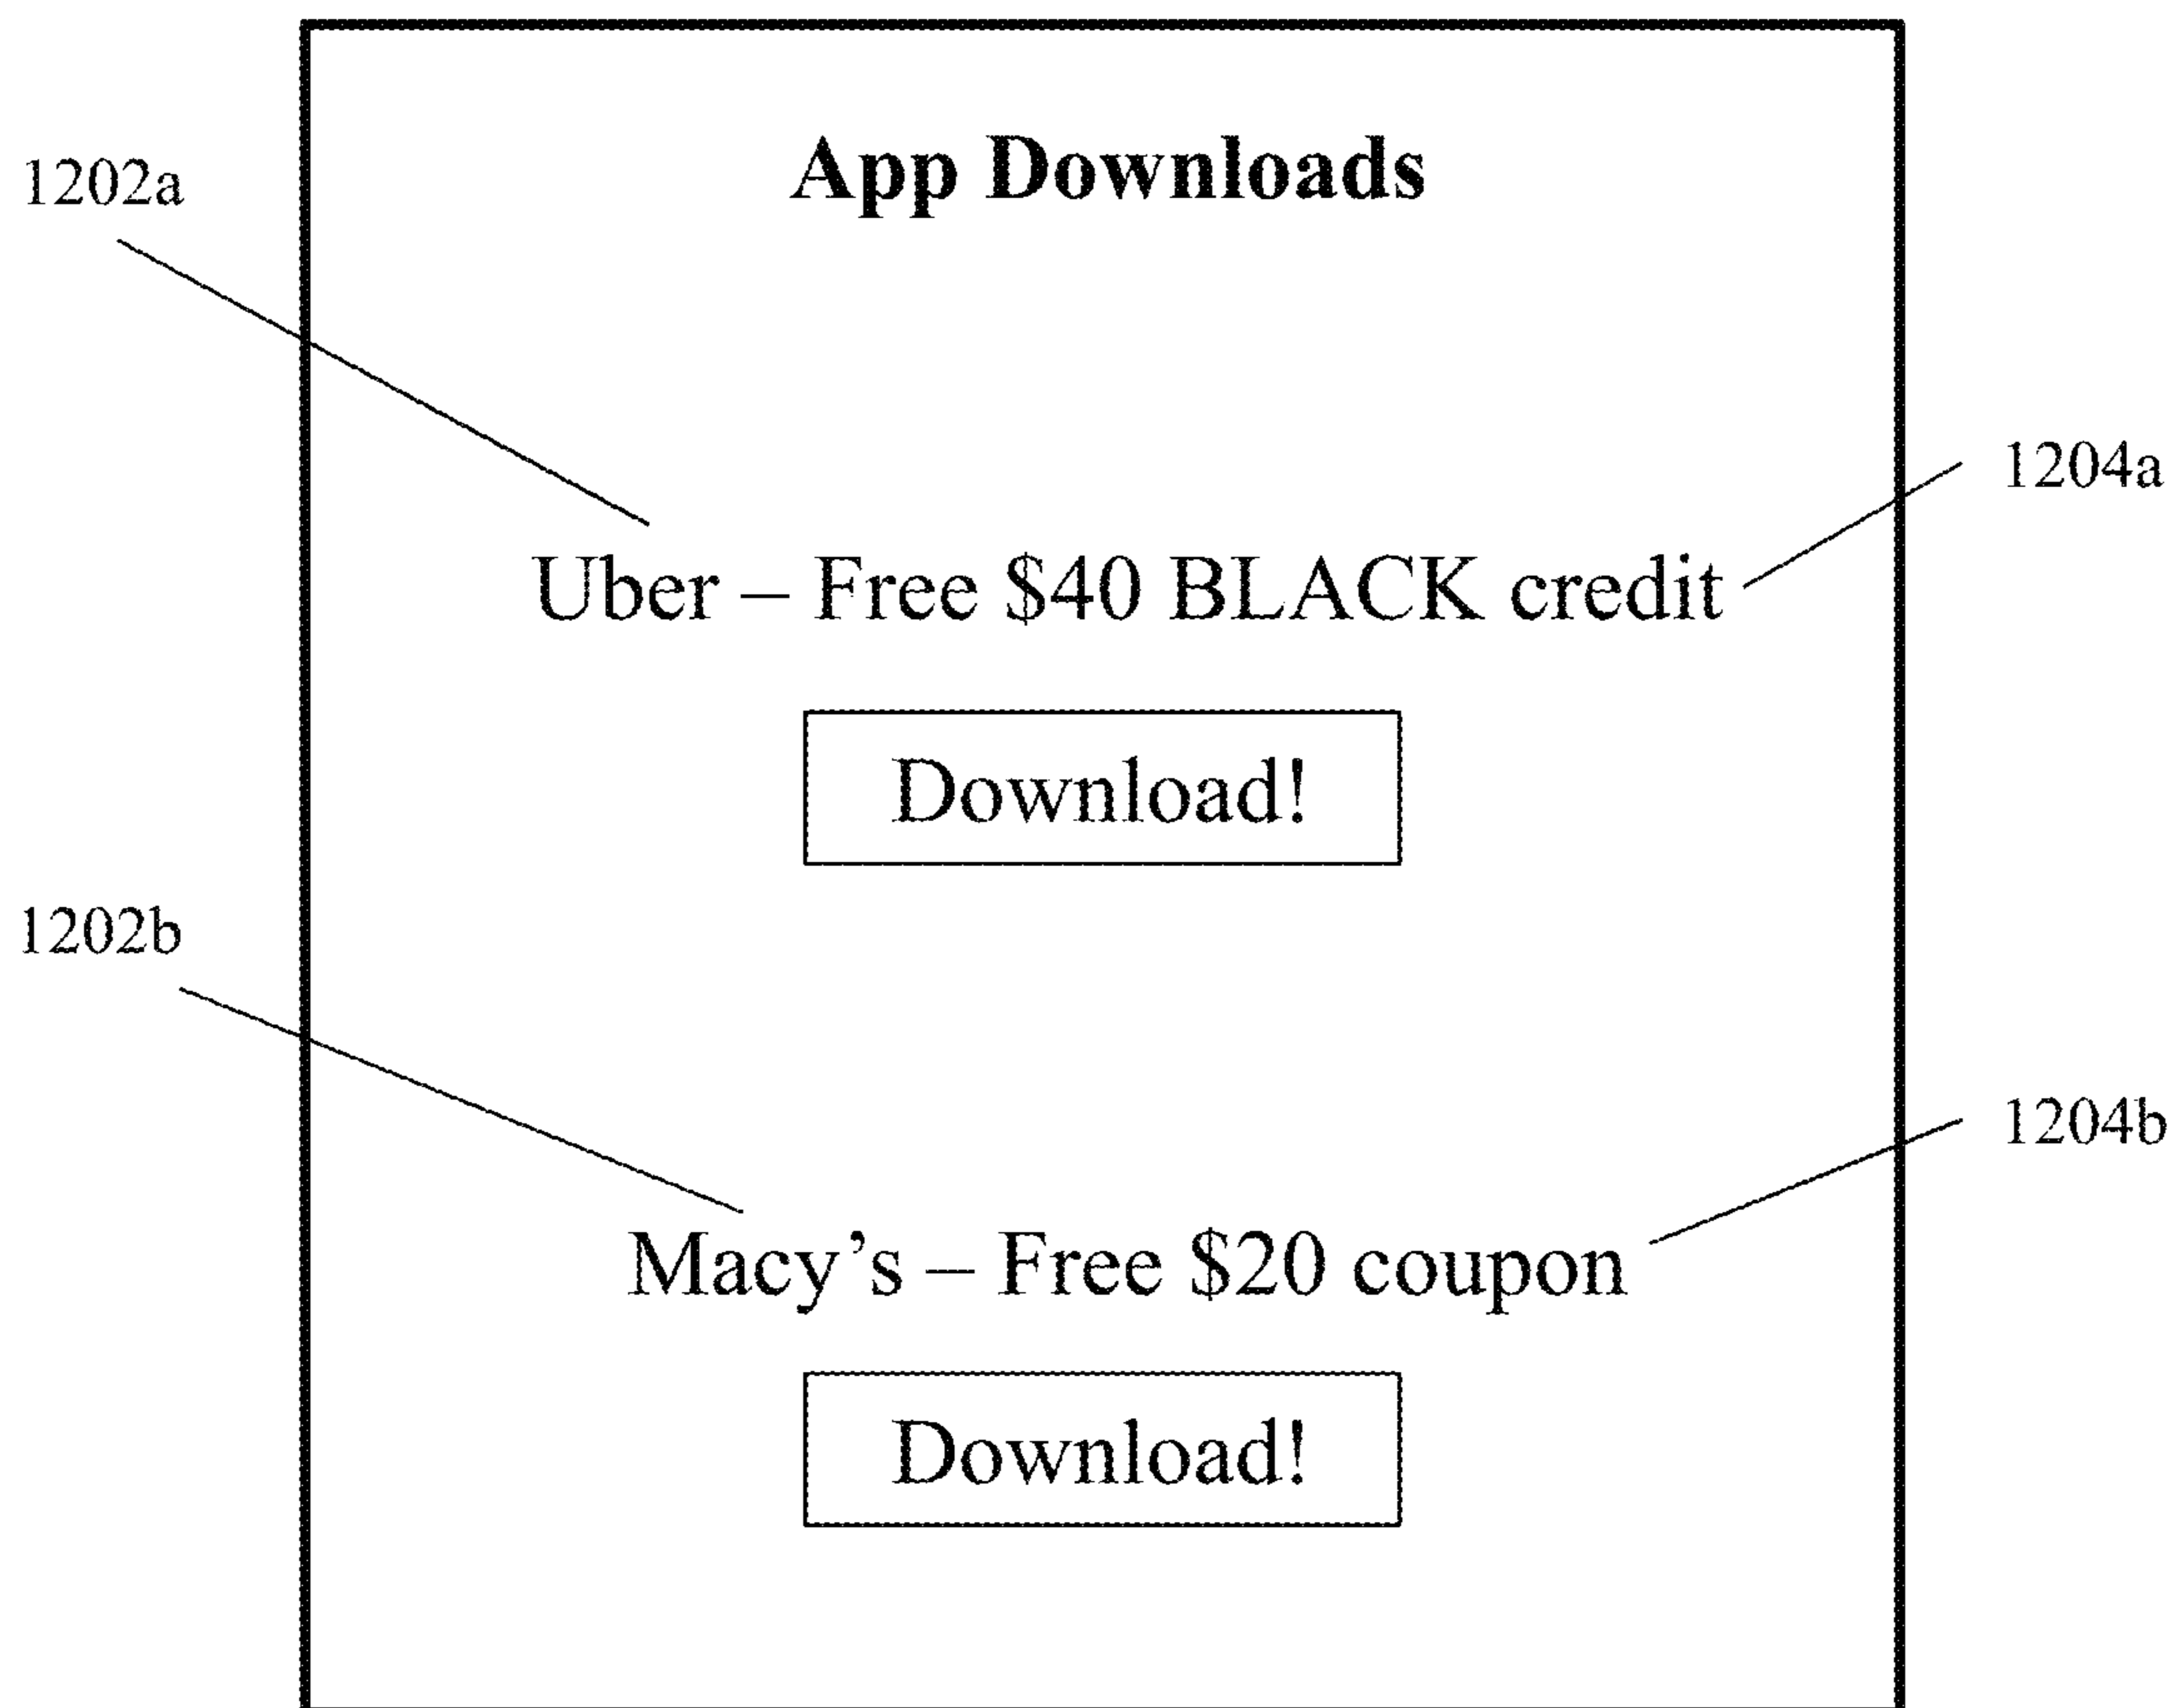 App Downloads
1202a
1204a
Uber – Free $40 BLACK credit
Download!
1202b
1204b
Macy’s – Free $20 coupon
Download!